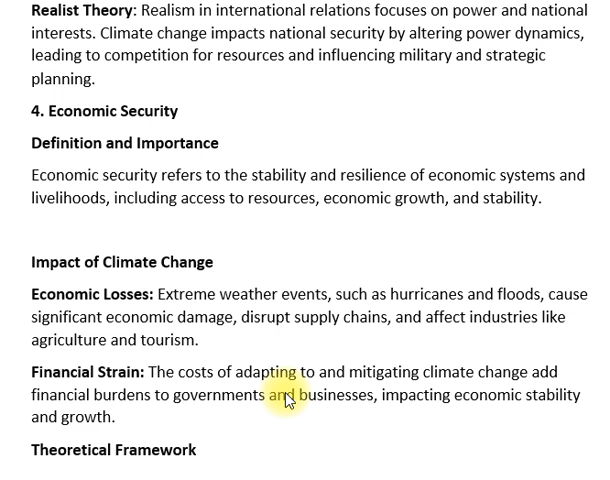 Realist Theory: Realism in international relations focuses on power and national
interests. Climate change impacts national security by altering power dynamics,
leading to competition for resources and influencing military and strategic
planning.
4. Economic Security
Definition and Importance
Economic security refers to the stability and resilience of economic systems and
livelihoods, including access to resources, economic growth, and stability.
Impact of Climate Change
Economic Losses: Extreme weather events, such as hurricanes and floods, cause
significant economic damage, disrupt supply chains, and affect industries like
agriculture and tourism.
Financial Strain: The costs of adapting to and mitigating climate change add
financial burdens to governments and businesses, impacting economic stability
and growth.
Theoretical Framework